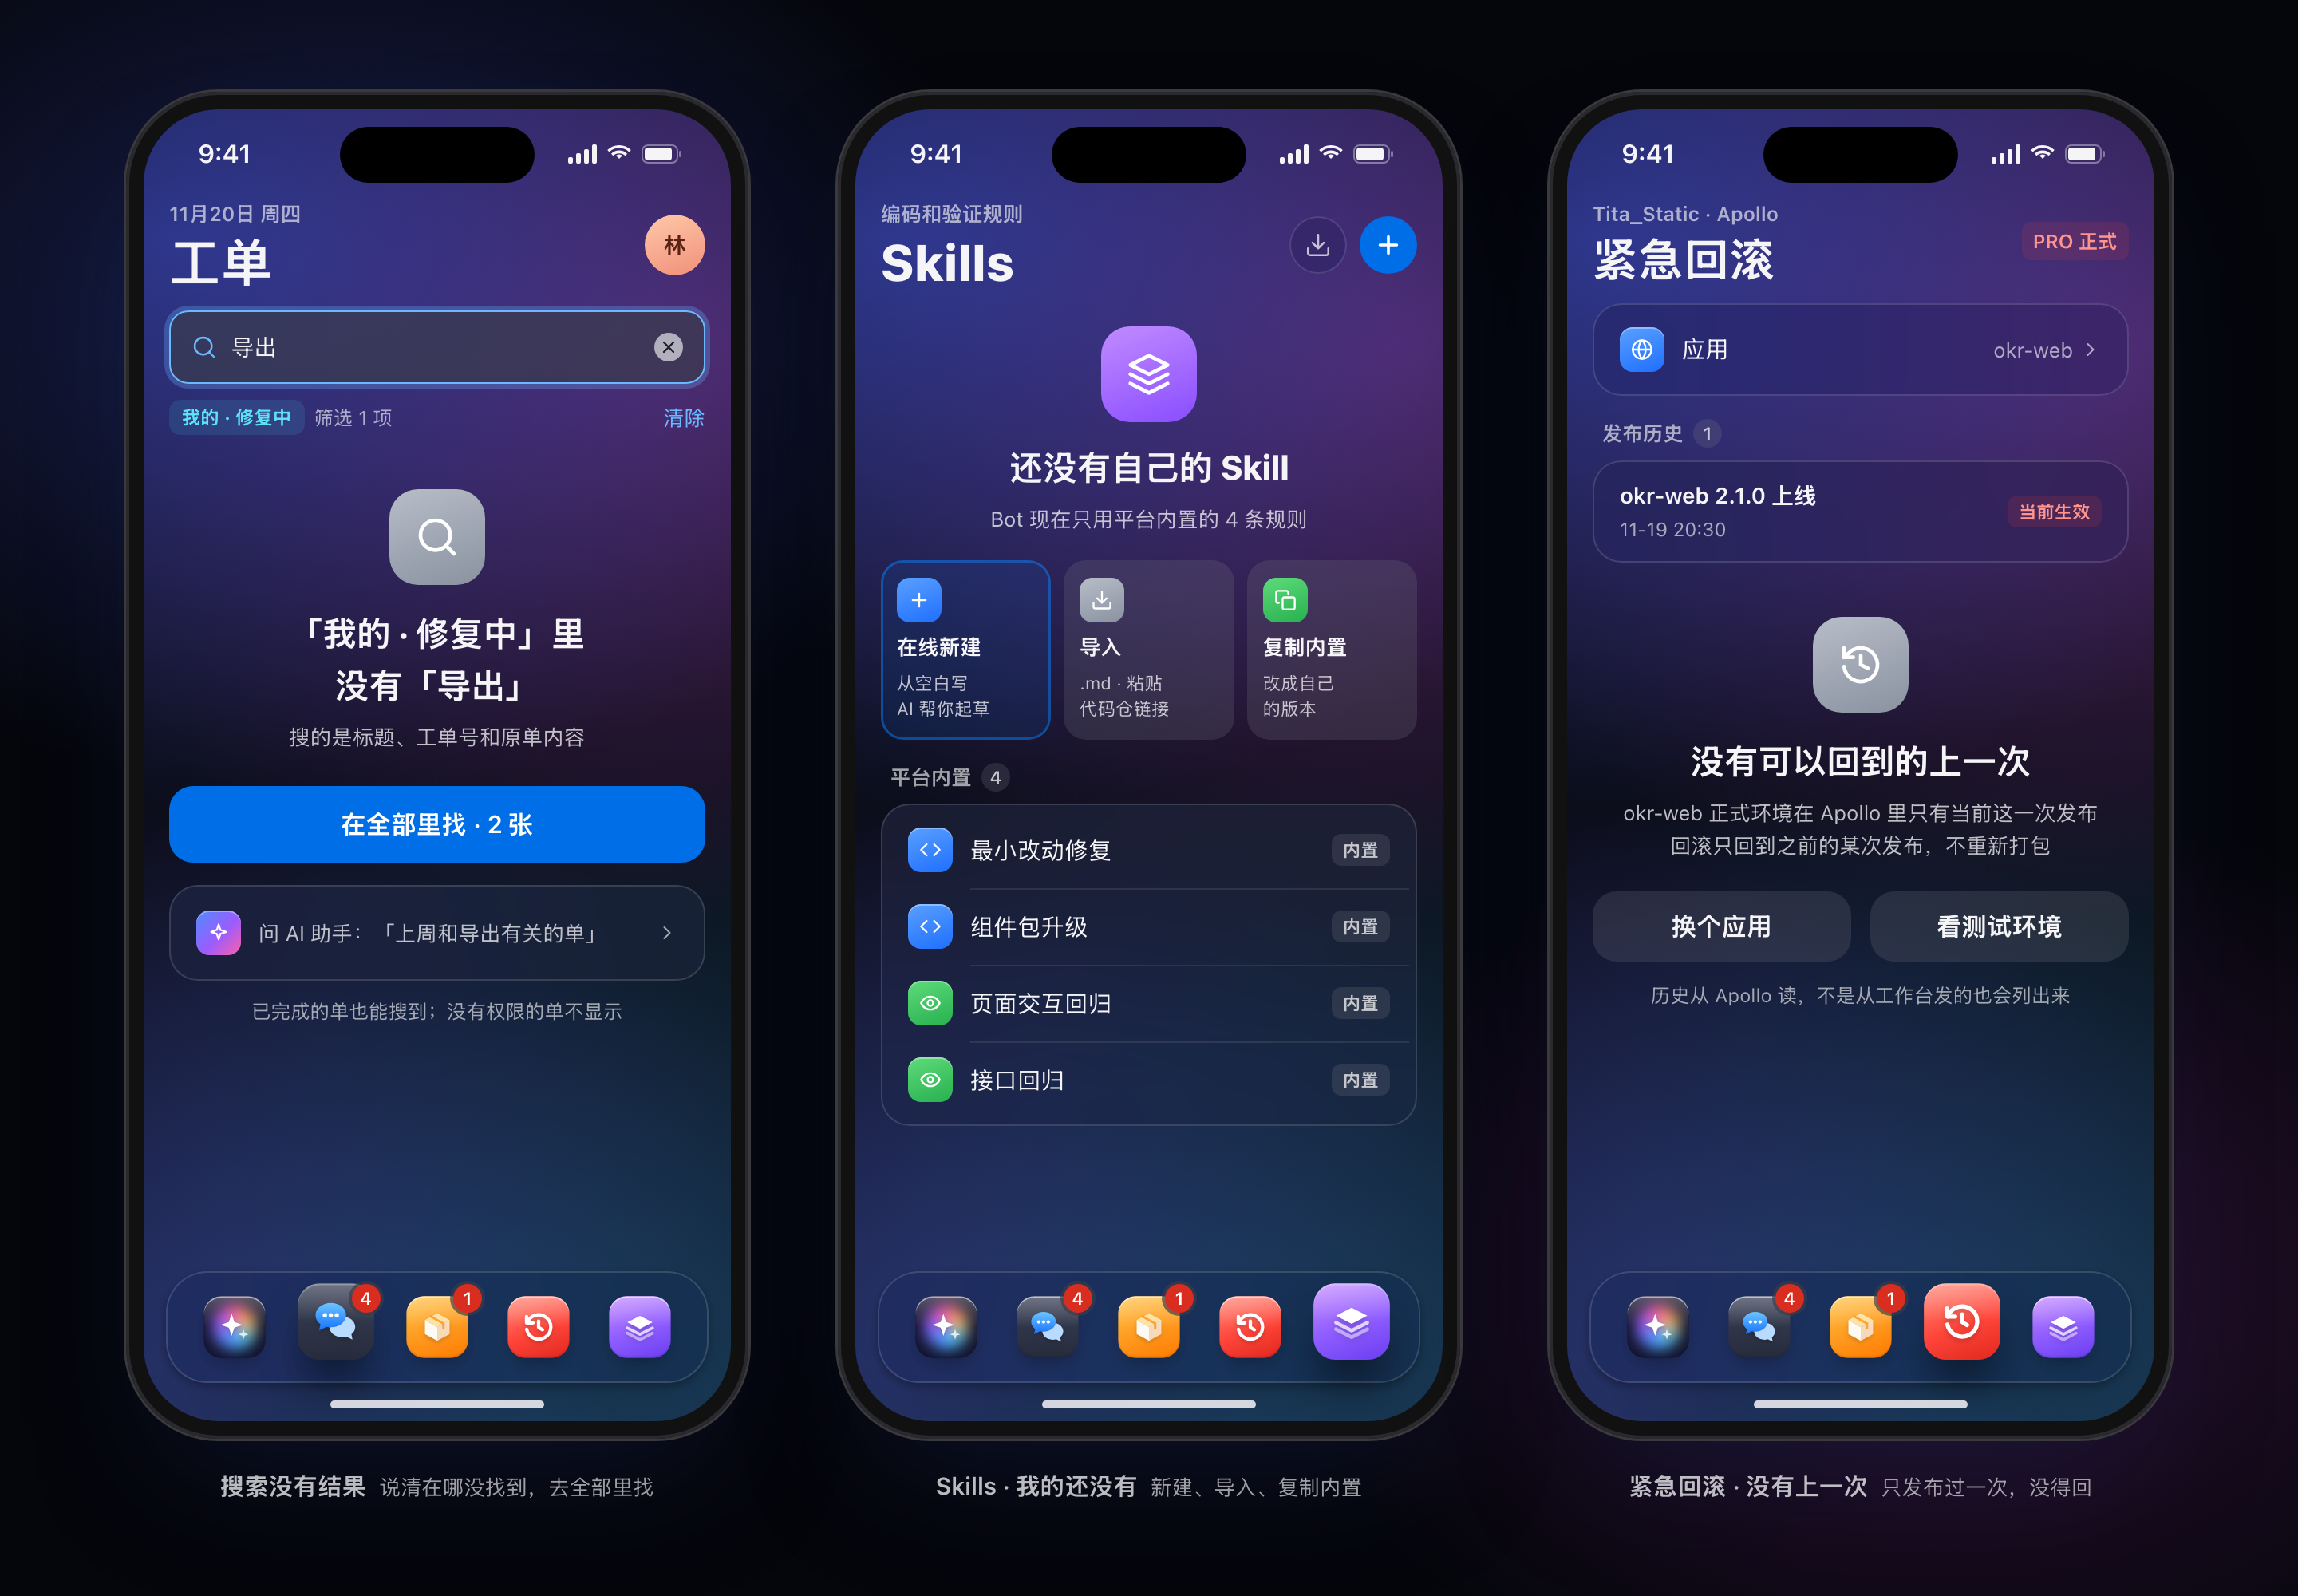 9:41
11月20日 周四
工单
林
导出
我的 · 修复中 筛选 1 项 清除
「我的 · 修复中」里
没有「导出」
搜的是标题、工单号和原单内容
在全部里找 · 2 张
问 AI 助手：「上周和导出有关的单」
已完成的单也能搜到；没有权限的单不显示
4
1
搜索没有结果 说清在哪没找到，去全部里找
9:41
编码和验证规则
Skills
还没有自己的 Skill
Bot 现在只用平台内置的 4 条规则
在线新建
从空白写
AI 帮你起草
导入
.md · 粘贴
代码仓链接
复制内置
改成自己
的版本
平台内置 4
最小改动修复 内置
组件包升级 内置
页面交互回归 内置
接口回归 内置
4
1
Skills · 我的还没有 新建、导入、复制内置
9:41
Tita_Static · Apollo
紧急回滚
PRO 正式
应用 okr-web
发布历史 1
okr-web 2.1.0 上线
11-19 20:30
当前生效
没有可以回到的上一次
okr-web 正式环境在 Apollo 里只有当前这一次发布
回滚只回到之前的某次发布，不重新打包
换个应用
看测试环境
历史从 Apollo 读，不是从工作台发的也会列出来
4
1
紧急回滚 · 没有上一次 只发布过一次，没得回